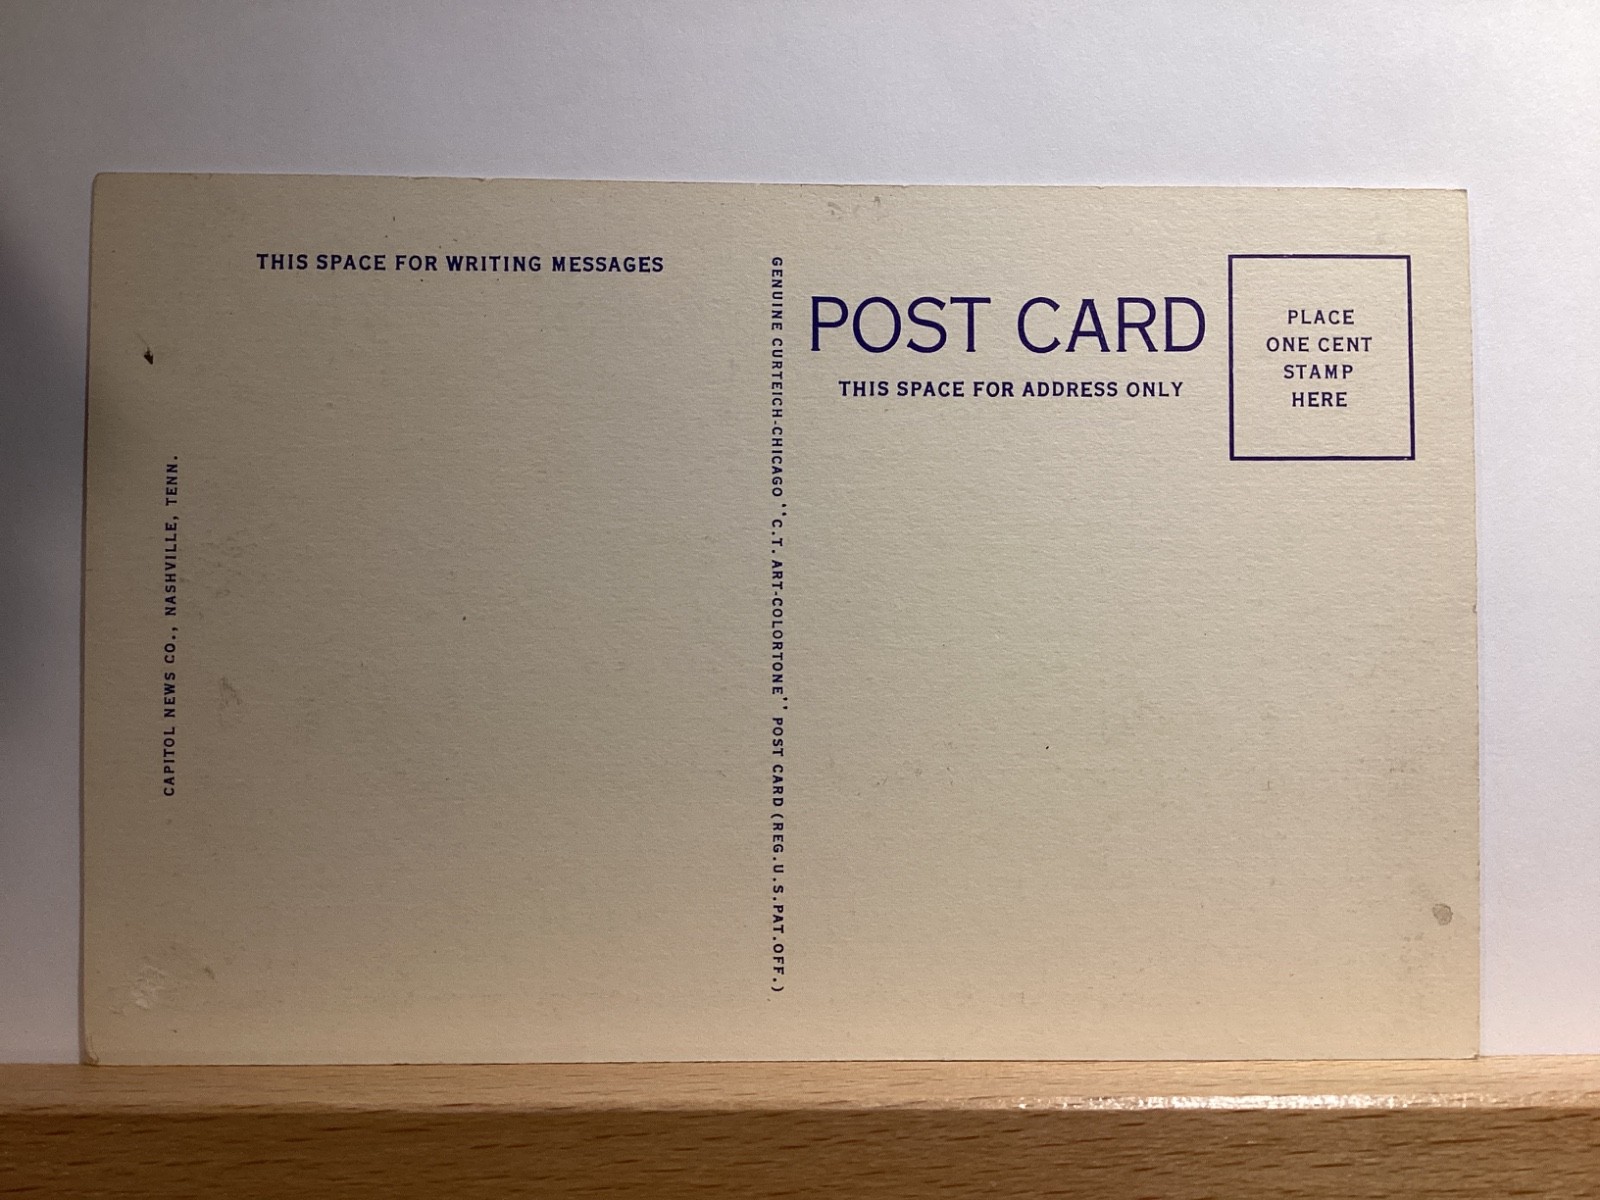 THIS SPACE FOR WRITING MESSAGES
CAPITOL NEWS CO., NASHVILLE, TENN.
GENUINE CURTEICH-CHICAGO "C.T. ART-COLORTONE" POST CARD (REG.U.S.PAT.OFF.)
POST CARD
THIS SPACE FOR ADDRESS ONLY
PLACE
ONE CENT
STAMP
HERE